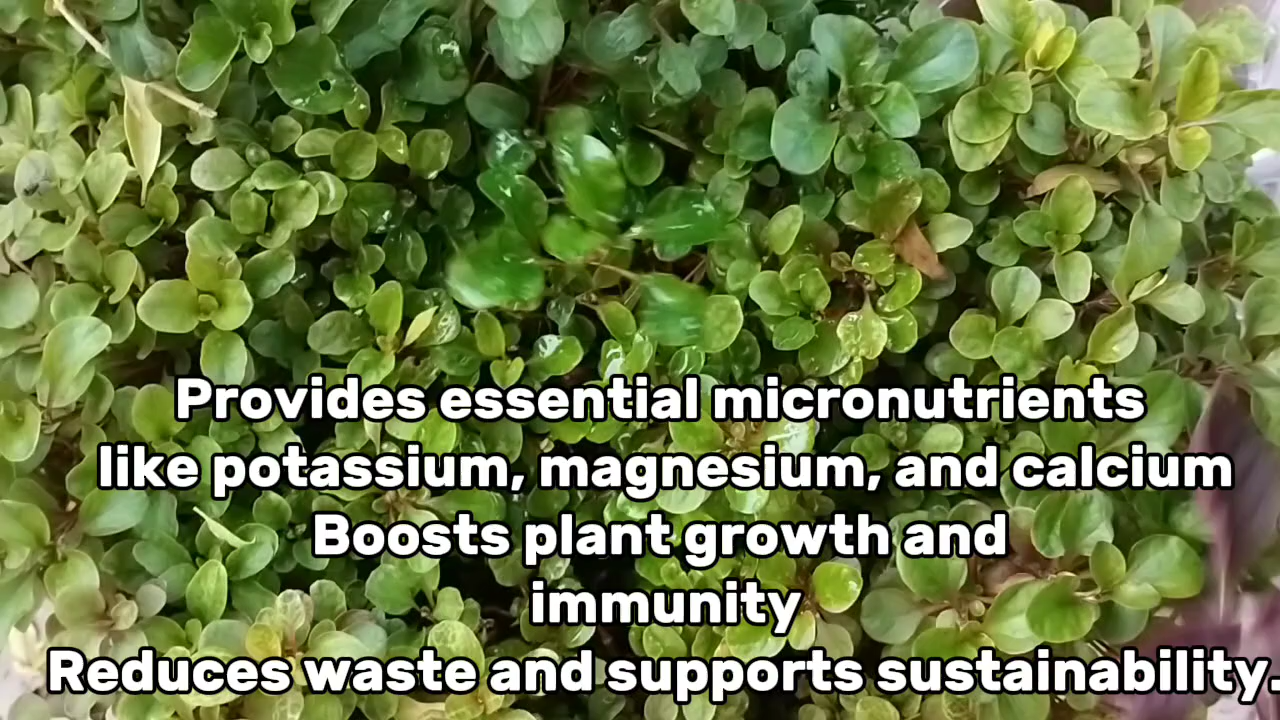 Provides essential micronutrients
like potassium, magnesium, and calcium
Boosts plant growth and
immunity
Reduces waste and supports sustainability.